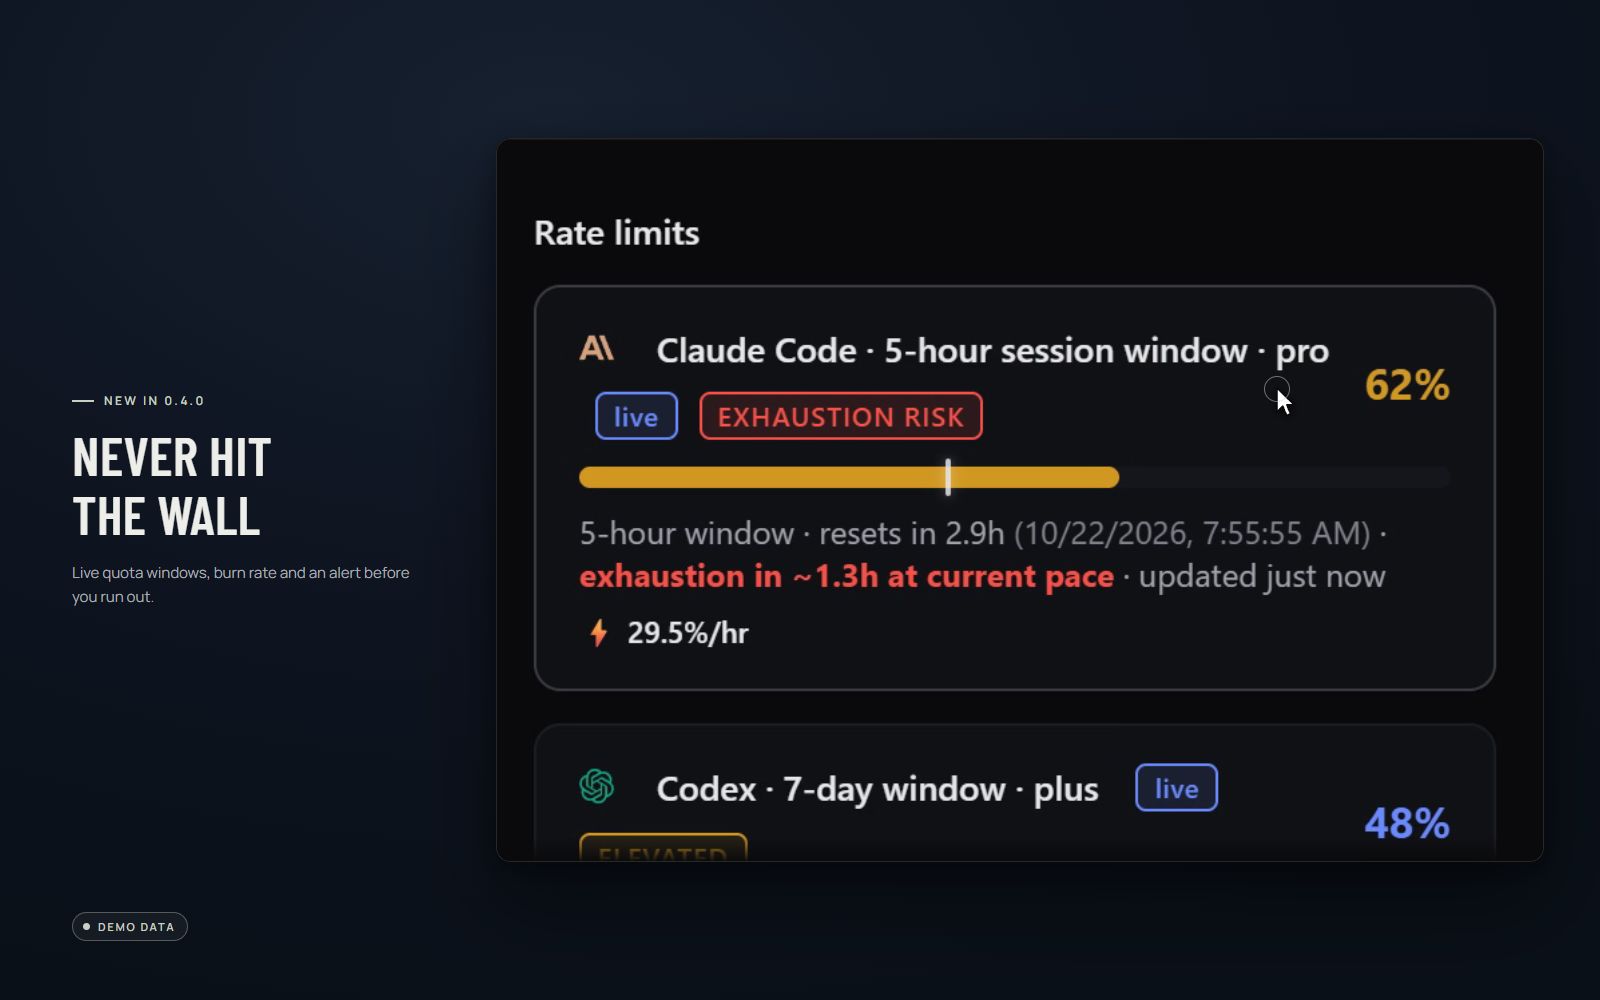 NEW IN 0.4.0
NEVER HIT
THE WALL
Live quota windows, burn rate and an alert before
you run out.
DEMO DATA
Rate limits
Claude Code · 5-hour session window · pro
62%
live
EXHAUSTION RISK
5-hour window · resets in 2.9h (10/22/2026, 7:55:55 AM) ·
exhaustion in ~1.3h at current pace · updated just now
29.5%/hr
Codex · 7-day window · plus
live
48%
ELEVATED